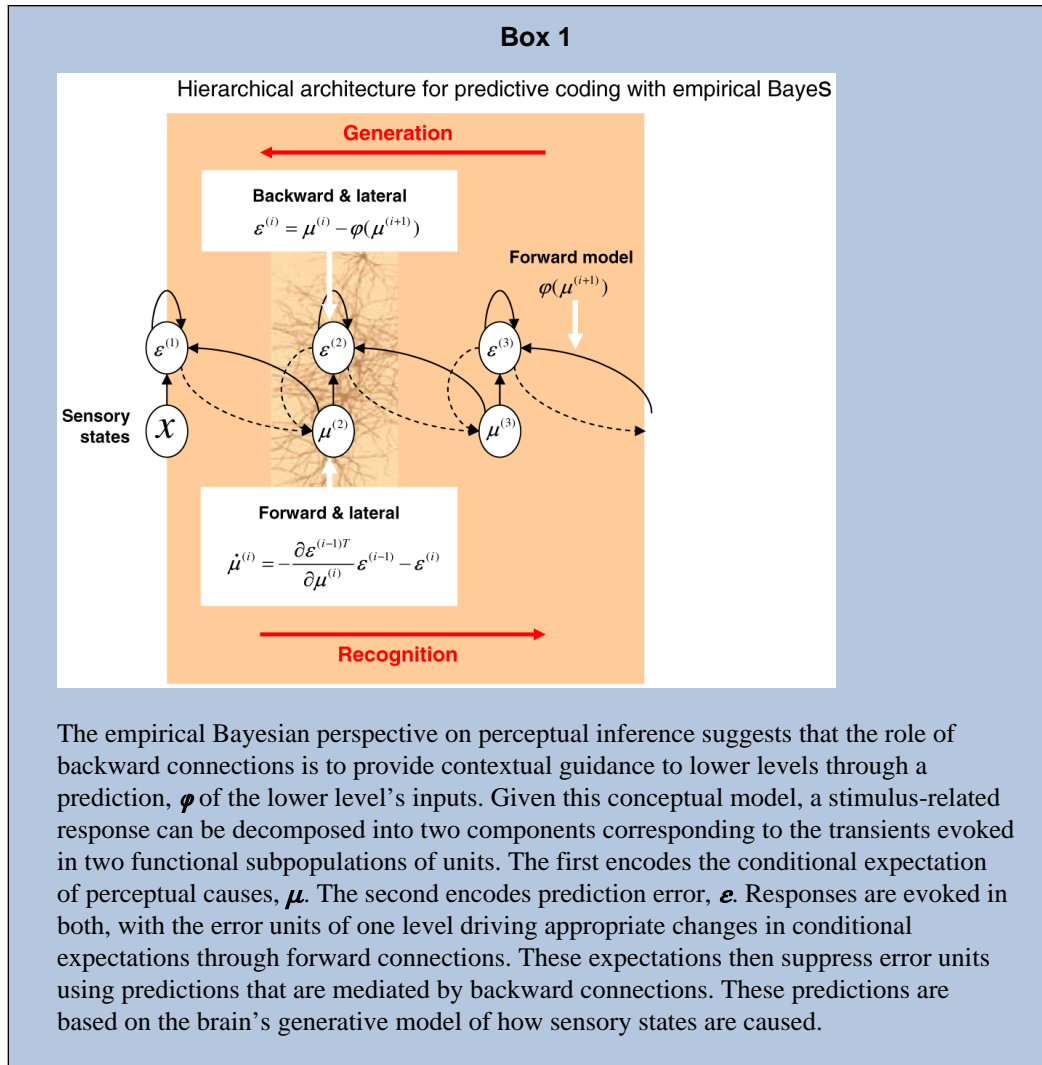 Box 1
Hierarchical architecture for predictive coding with empirical Bayes
Generation
Backward & lateral
ε^(i) = μ^(i) − φ(μ^(i+1))
Forward model
φ(μ^(i+1))
ε^(1)
ε^(2)
ε^(3)
Sensory
states
x
μ^(2)
μ^(3)
Forward & lateral
μ̇^(i) = −(∂ε^(i−1)T / ∂μ^(i)) ε^(i−1) − ε^(i)
Recognition
The empirical Bayesian perspective on perceptual inference suggests that the role of
backward connections is to provide contextual guidance to lower levels through a
prediction, φ of the lower level’s inputs. Given this conceptual model, a stimulus-related
response can be decomposed into two components corresponding to the transients evoked
in two functional subpopulations of units. The first encodes the conditional expectation
of perceptual causes, μ. The second encodes prediction error, ε. Responses are evoked in
both, with the error units of one level driving appropriate changes in conditional
expectations through forward connections. These expectations then suppress error units
using predictions that are mediated by backward connections. These predictions are
based on the brain’s generative model of how sensory states are caused.